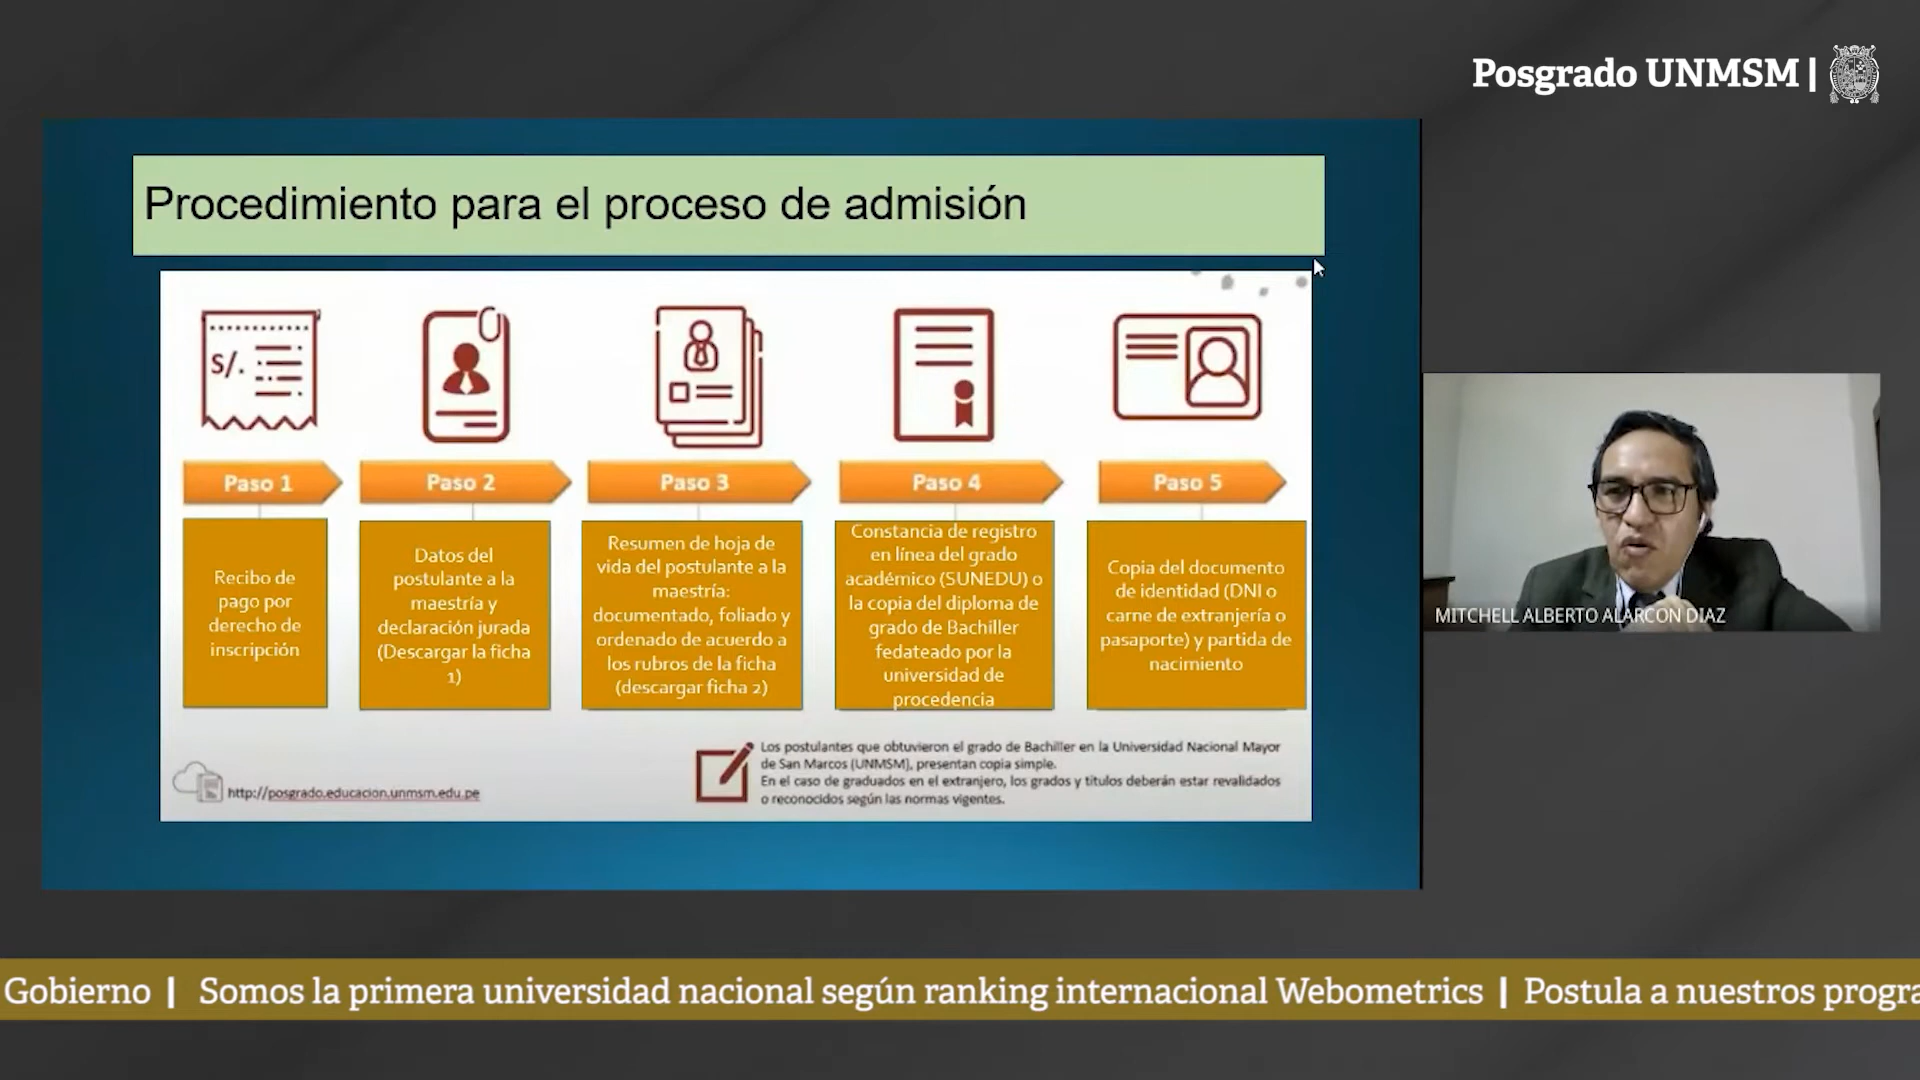 Posgrado UNMSM |
Procedimiento para el proceso de admisión
S/.
Paso 1
Paso 2
Paso 3
Paso 4
Paso 5
Recibo de
pago por
derecho de
inscripción
Datos del
postulante a la
maestría y
declaración jurada
(Descargar la ficha
1)
Resumen de hoja de
vida del postulante a la
maestría:
documentado, foliado y
ordenado de acuerdo a
los rubros de la ficha
(descargar ficha 2)
Constancia de registro
en línea del grado
académico (SUNEDU) o
la copia del diploma de
grado de Bachiller
fedateado por la
universidad de
procedencia
Copia del documento
de identidad (DNI o
carne de extranjería o
pasaporte) y partida de
nacimiento
http://posgrado.educacion.unmsm.edu.pe
Los postulantes que obtuvieron el grado de Bachiller en la Universidad Nacional Mayor
de San Marcos (UNMSM), presentan copia simple.
En el caso de graduados en el extranjero, los grados y títulos deberán estar revalidados
o reconocidos según las normas vigentes.
MITCHELL ALBERTO ALARCON DIAZ
Gobierno | Somos la primera universidad nacional según ranking internacional Webometrics | Postula a nuestros progra